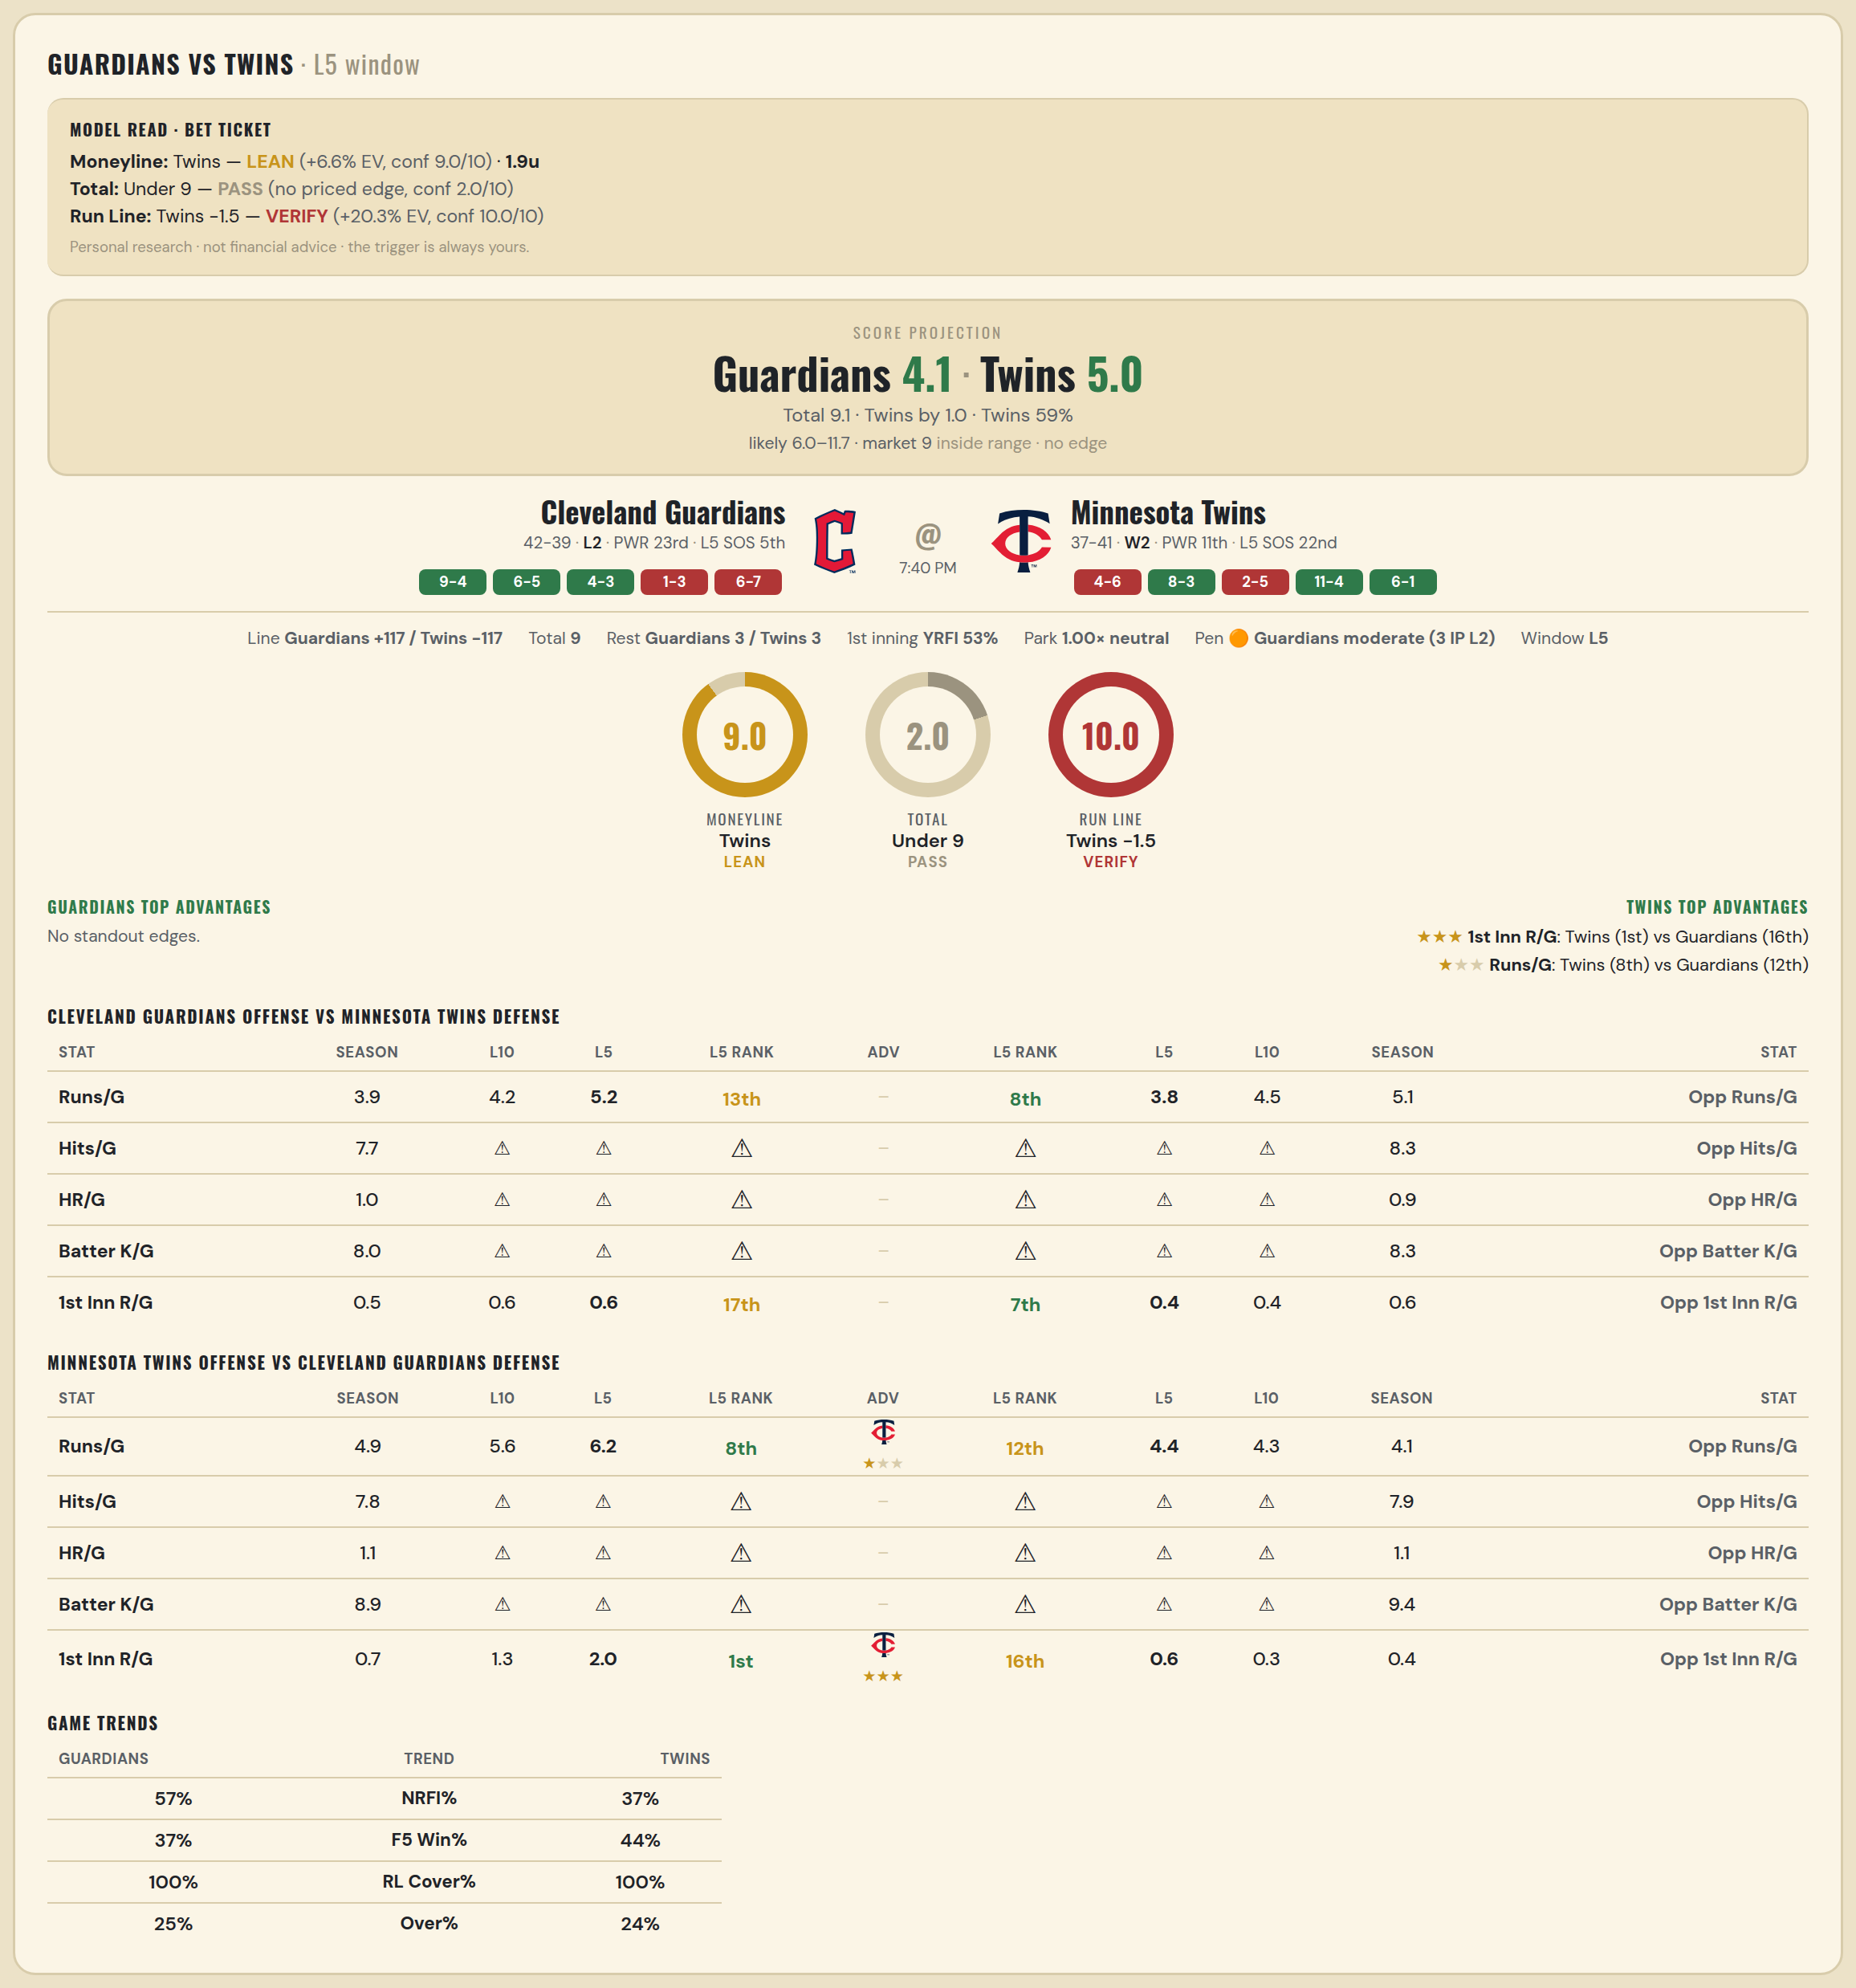 GUARDIANS VS TWINS · L5 window
MODEL READ · BET TICKET
Moneyline: Twins — LEAN (+6.6% EV, conf 9.0/10) · 1.9u
Total: Under 9 — PASS (no priced edge, conf 2.0/10)
Run Line: Twins -1.5 — VERIFY (+20.3% EV, conf 10.0/10)
Personal research · not financial advice · the trigger is always yours.
SCORE PROJECTION
Guardians 4.1 · Twins 5.0
Total 9.1 · Twins by 1.0 · Twins 59%
likely 6.0–11.7 · market 9 inside range · no edge
Cleveland Guardians
42-39 · L2 · PWR 23rd · L5 SOS 5th
9-4 6-5 4-3 1-3 6-7
@
7:40 PM
Minnesota Twins
37-41 · W2 · PWR 11th · L5 SOS 22nd
4-6 8-3 2-5 11-4 6-1
Line Guardians +117 / Twins -117 Total 9 Rest Guardians 3 / Twins 3 1st inning YRFI 53% Park 1.00× neutral Pen 🟠 Guardians moderate (3 IP L2) Window L5
9.0 2.0 10.0
MONEYLINE TOTAL RUN LINE
Twins Under 9 Twins -1.5
LEAN PASS VERIFY
GUARDIANS TOP ADVANTAGES
No standout edges.
TWINS TOP ADVANTAGES
★★★ 1st Inn R/G: Twins (1st) vs Guardians (16th)
★★★ Runs/G: Twins (8th) vs Guardians (12th)
CLEVELAND GUARDIANS OFFENSE VS MINNESOTA TWINS DEFENSE
STAT SEASON L10 L5 L5 RANK ADV L5 RANK L5 L10 SEASON STAT
Runs/G 3.9 4.2 5.2 13th – 8th 3.8 4.5 5.1 Opp Runs/G
Hits/G 7.7 ⚠ ⚠ ⚠ – ⚠ ⚠ ⚠ 8.3 Opp Hits/G
HR/G 1.0 ⚠ ⚠ ⚠ – ⚠ ⚠ ⚠ 0.9 Opp HR/G
Batter K/G 8.0 ⚠ ⚠ ⚠ – ⚠ ⚠ ⚠ 8.3 Opp Batter K/G
1st Inn R/G 0.5 0.6 0.6 17th – 7th 0.4 0.4 0.6 Opp 1st Inn R/G
MINNESOTA TWINS OFFENSE VS CLEVELAND GUARDIANS DEFENSE
STAT SEASON L10 L5 L5 RANK ADV L5 RANK L5 L10 SEASON STAT
Runs/G 4.9 5.6 6.2 8th ★★★ 12th 4.4 4.3 4.1 Opp Runs/G
Hits/G 7.8 ⚠ ⚠ ⚠ – ⚠ ⚠ ⚠ 7.9 Opp Hits/G
HR/G 1.1 ⚠ ⚠ ⚠ – ⚠ ⚠ ⚠ 1.1 Opp HR/G
Batter K/G 8.9 ⚠ ⚠ ⚠ – ⚠ ⚠ ⚠ 9.4 Opp Batter K/G
1st Inn R/G 0.7 1.3 2.0 1st ★★★ 16th 0.6 0.3 0.4 Opp 1st Inn R/G
GAME TRENDS
GUARDIANS TREND TWINS
57% NRFI% 37%
37% F5 Win% 44%
100% RL Cover% 100%
25% Over% 24%